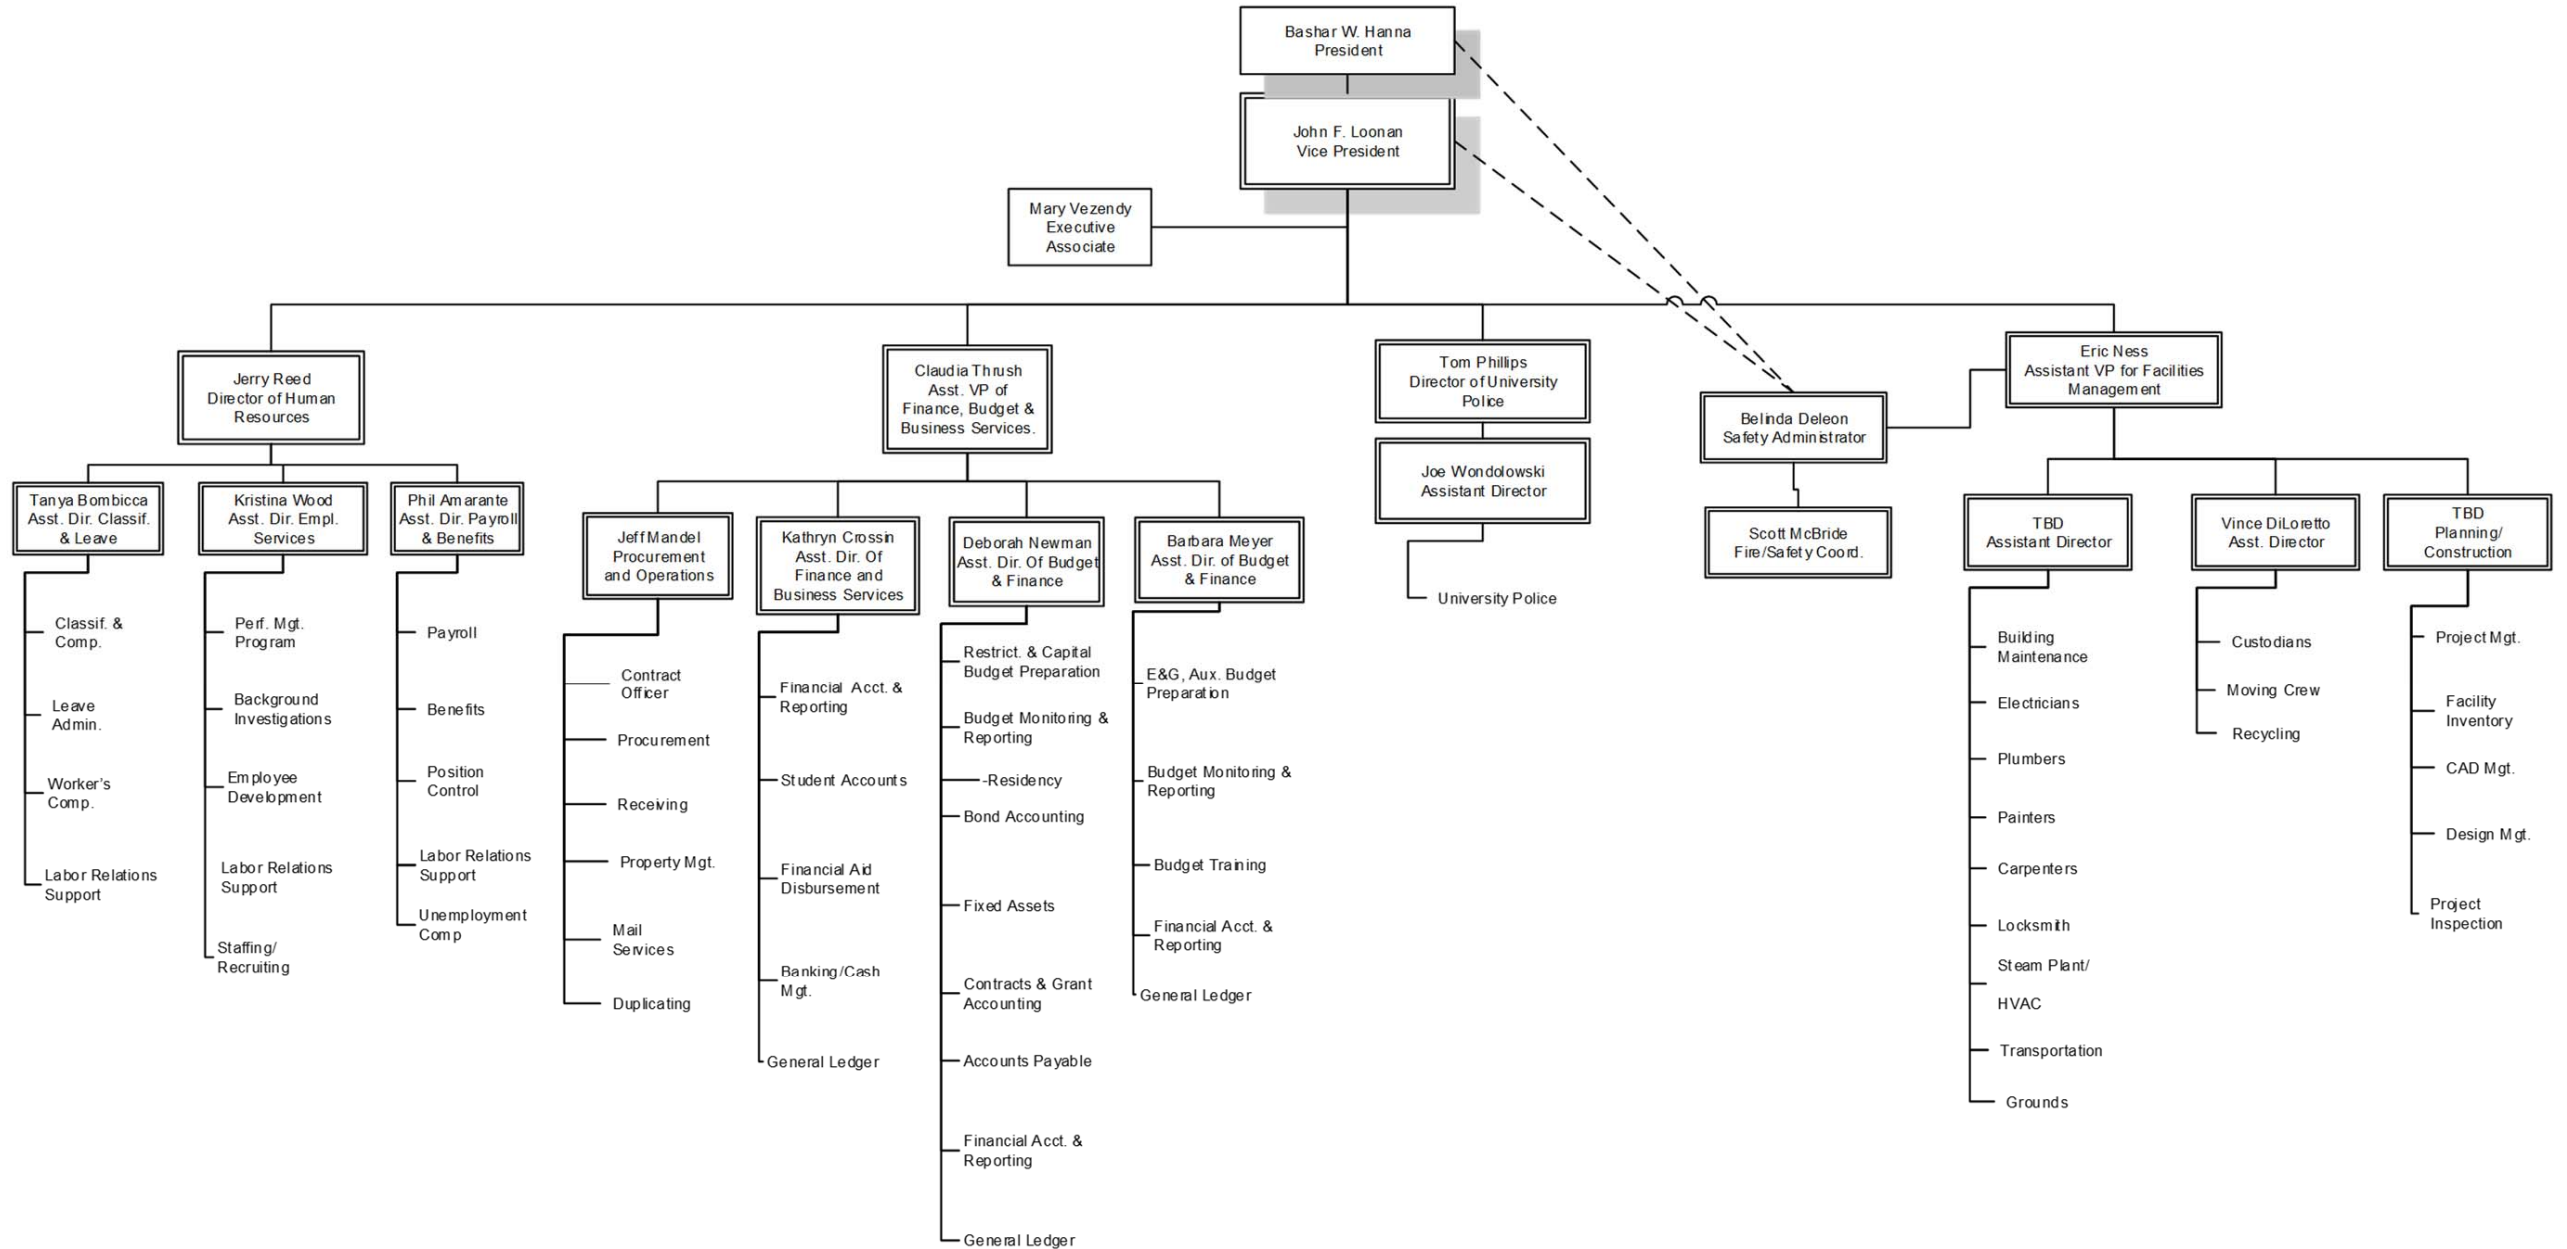 Bashar W. Hanna
President
John F. Loonan
Vice President
Mary Vezendy
Executive
Associate
Jerry Reed
Director of Human
Resources
Claudia Thrush
Asst. VP of
Finance, Budget &
Business Services.
Tom Phillips
Director of University
Police
Joe Wondolowski
Assistant Director
University Police
Belinda Deleon
Safety Administrator
Scott McBride
Fire/Safety Coord.
Eric Ness
Assistant VP for Facilities
Management
Tanya Bombicca
Asst. Dir. Classif.
& Leave
Classif. &
Comp.
Leave
Admin.
Worker's
Comp.
Labor Relations
Support
Kristina Wood
Asst. Dir. Empl.
Services
Perf. Mgt.
Program
Background
Investigations
Employee
Development
Labor Relations
Support
Staffing/
Recruiting
Phil Amarante
Asst. Dir. Payroll
& Benefits
Payroll
Benefits
Position
Control
Labor Relations
Support
Unemployment
Comp
Jeff Mandel
Procurement
and Operations
Contract
Officer
Procurement
Receiving
Property Mgt.
Mail
Services
Duplicating
Kathryn Crossin
Asst. Dir. Of
Finance and
Business Services
Financial Acct. &
Reporting
Student Accounts
Financial Aid
Disbursement
Banking/Cash
Mgt.
General Ledger
Deborah Newman
Asst. Dir. Of Budget
& Finance
Restrict. & Capital
Budget Preparation
Budget Monitoring &
Reporting
-Residency
Bond Accounting
Fixed Assets
Contracts & Grant
Accounting
Accounts Payable
Financial Acct. &
Reporting
General Ledger
Barbara Meyer
Asst. Dir. of Budget
& Finance
E&G, Aux. Budget
Preparation
Budget Monitoring &
Reporting
Budget Training
Financial Acct. &
Reporting
General Ledger
TBD
Assistant Director
Building
Maintenance
Electricians
Plumbers
Painters
Carpenters
Locksmith
Steam Plant/
HVAC
Transportation
Grounds
Vince DiLoretto
Asst. Director
Custodians
Moving Crew
Recycling
TBD
Planning/
Construction
Project Mgt.
Facility
Inventory
CAD Mgt.
Design Mgt.
Project
Inspection